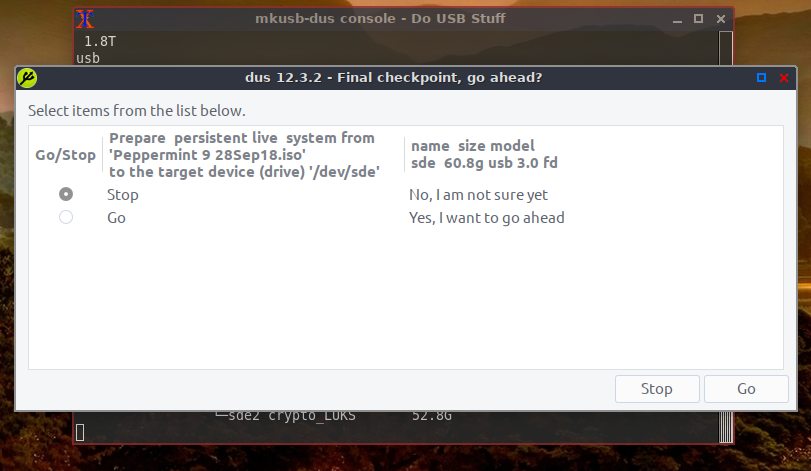 mkusb-dus console - Do USB Stuff
1.8T
usb
dus 12.3.2 - Final checkpoint, go ahead?
Select items from the list below.
Go/Stop
Prepare persistent live system from
'Peppermint 9 28Sep18.iso'
to the target device (drive) '/dev/sde'
name size model
sde 60.8g usb 3.0 fd
Stop No, I am not sure yet
Go Yes, I want to go ahead
Stop Go
└─sde2 crypto_LUKS 52.8G